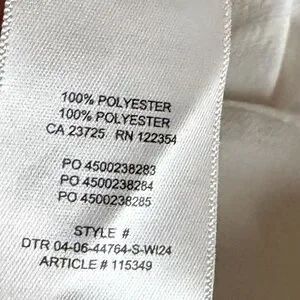 100% POLYESTER
100% POLYESTER
CA 23725 RN 122354
PO 4500238283
PO 4500238284
PO 4500238285
STYLE #
DTR 04-06-44764-S-WI24
ARTICLE # 115349